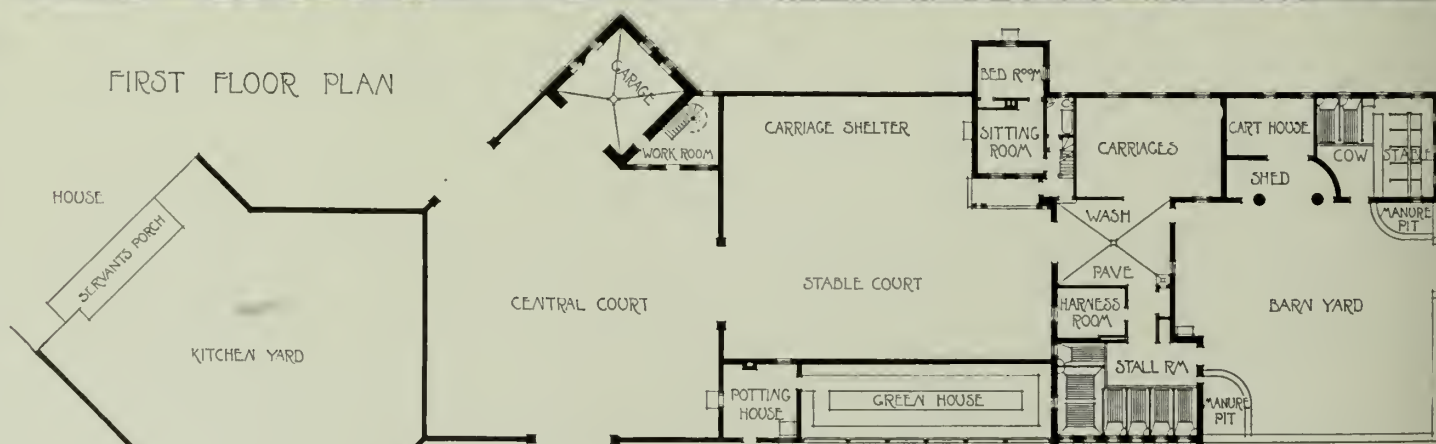 FIRST FLOOR PLAN
HOUSE
SERVANTS PORCH
KITCHEN YARD
CENTRAL COURT
GARAGE
WORK ROOM
CARRIAGE SHELTER
STABLE COURT
POTTING
HOUSE
GREEN HOUSE
BED ROOM
SITTING
ROOM
CARRIAGES
WASH
PAVE
HARNESS
ROOM
STALL RM
CART HOUSE
SHED
COW STABLE
MANURE
PIT
BARN YARD
MANURE
PIT